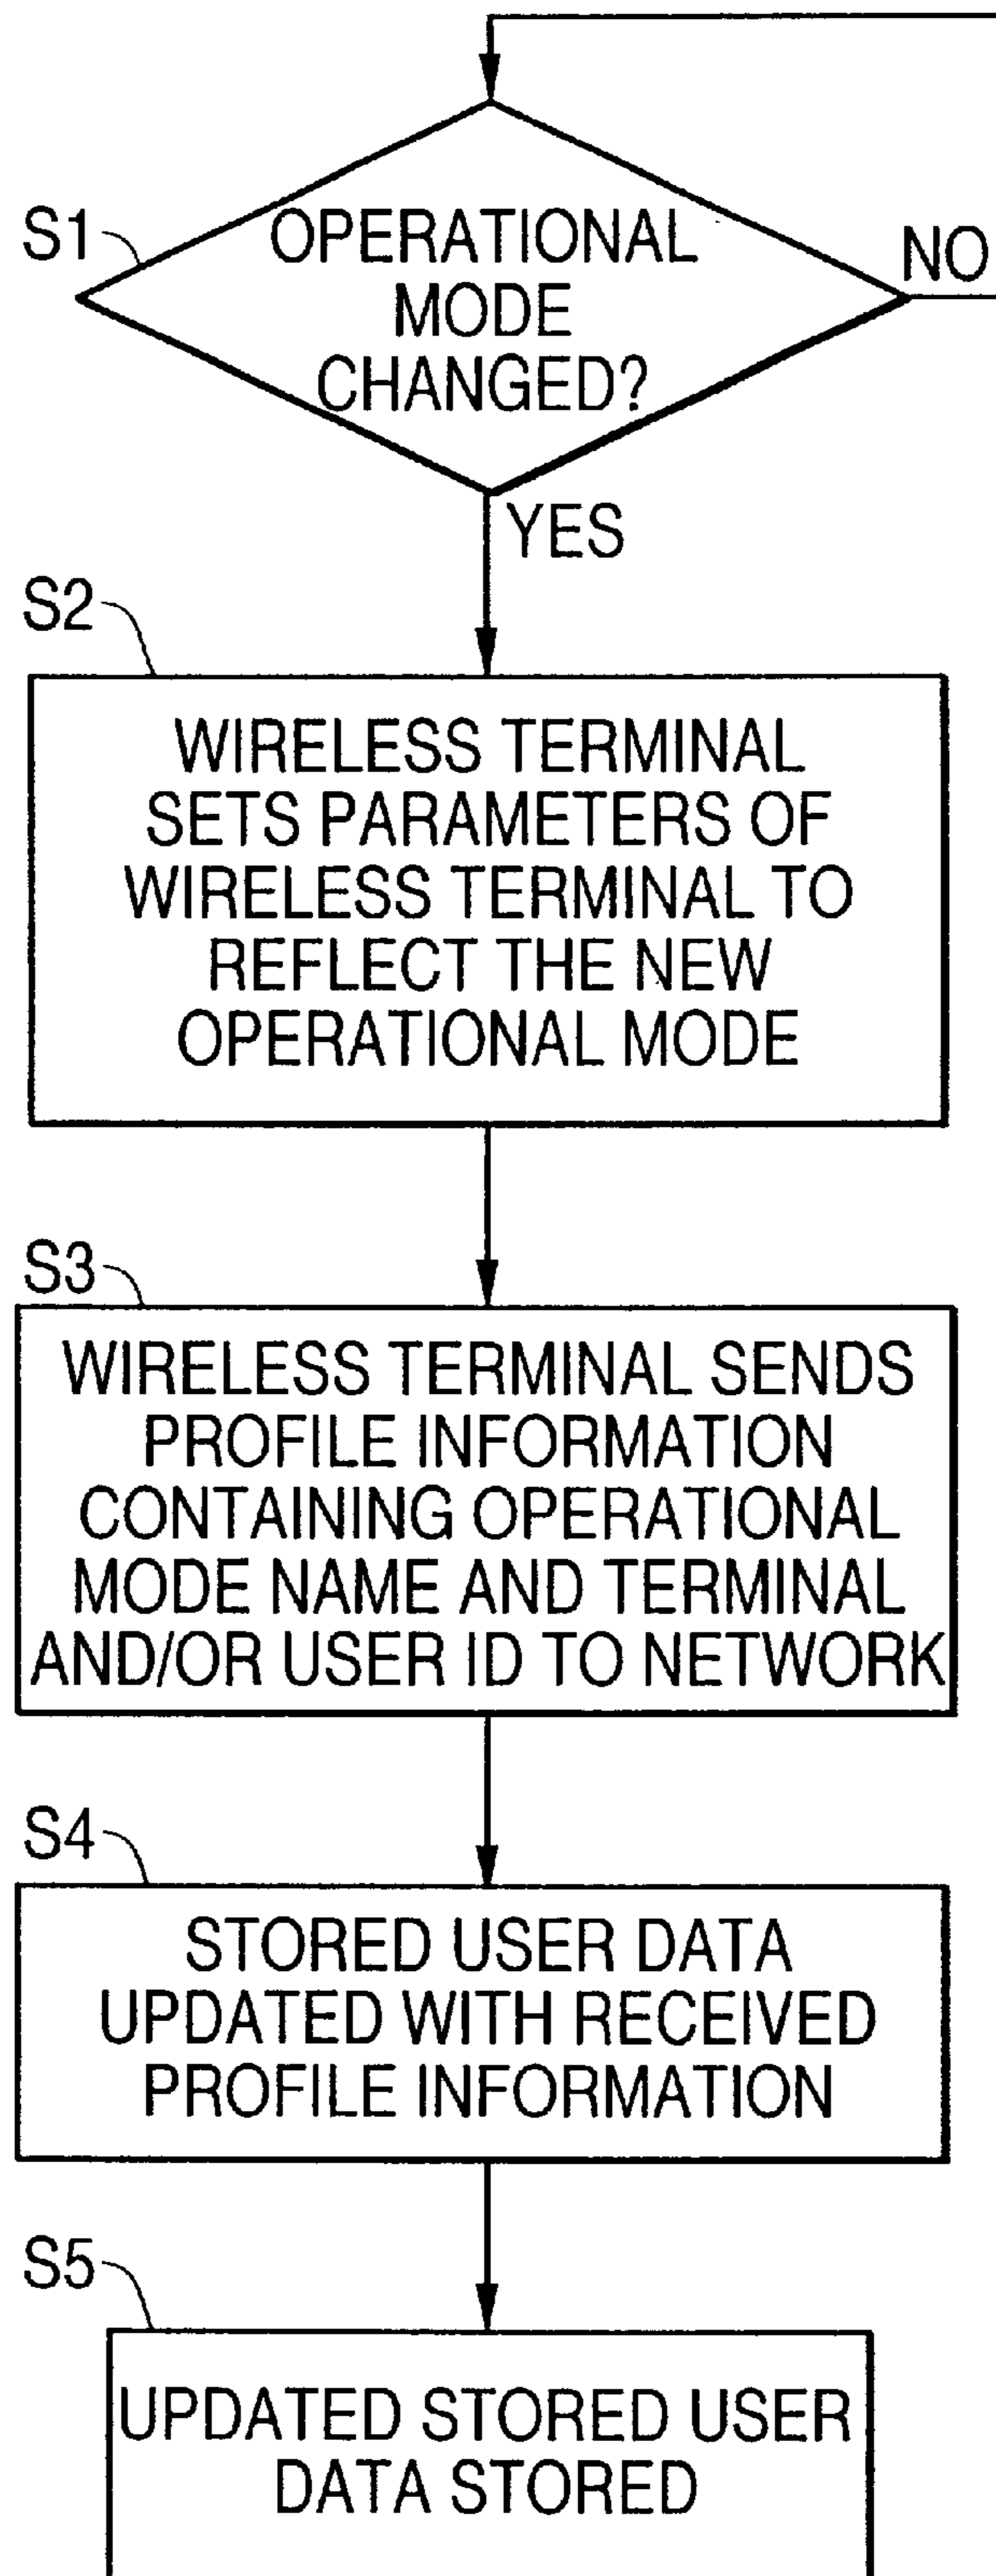 S1
OPERATIONAL
MODE
CHANGED?
NO
YES
S2
WIRELESS TERMINAL
SETS PARAMETERS OF
WIRELESS TERMINAL TO
REFLECT THE NEW
OPERATIONAL MODE
S3
WIRELESS TERMINAL SENDS
PROFILE INFORMATION
CONTAINING OPERATIONAL
MODE NAME AND TERMINAL
AND/OR USER ID TO NETWORK
S4
STORED USER DATA
UPDATED WITH RECEIVED
PROFILE INFORMATION
S5
UPDATED STORED USER
DATA STORED